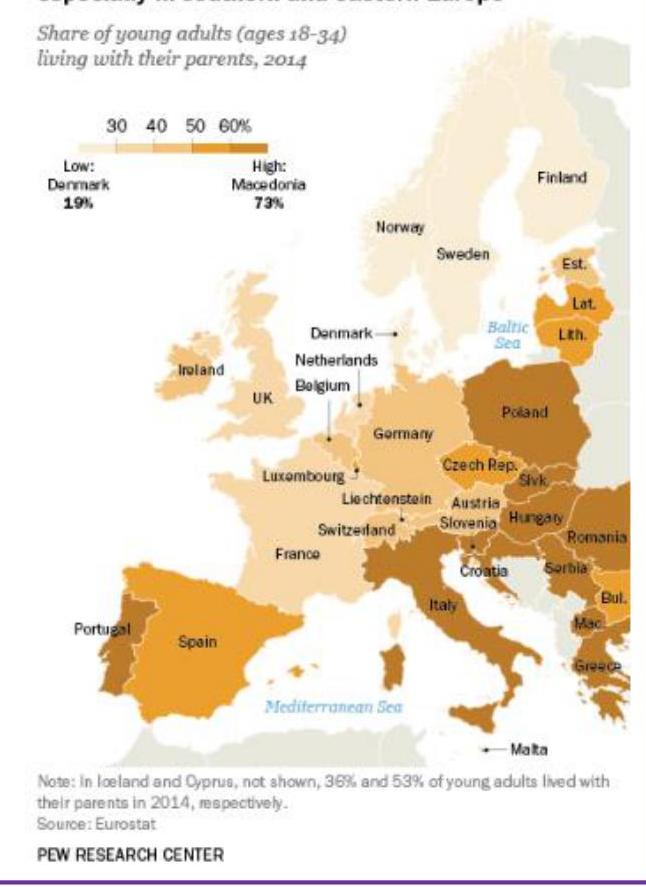 Share of young adults (ages 18-34)
living with their parents, 2014
30 40 50 60%
Low: High:
Denmark Macedonia
19% 73%
Finland
Norway
Sweden
Est.
Lat.
Baltic
Sea
Lith.
Denmark
Netherlands
Belgium
Ireland
UK
Poland
Germany
Czech Rep.
Slvk.
Luxembourg
Liechtenstein
Austria
Hungary
Slovenia
Switzerland
Romania
France
Croatia
Serbia
Bul.
Italy
Mac.
Portugal
Spain
Greece
Mediterranean Sea
Malta
Note: In Iceland and Cyprus, not shown, 36% and 53% of young adults lived with
their parents in 2014, respectively.
Source: Eurostat
PEW RESEARCH CENTER